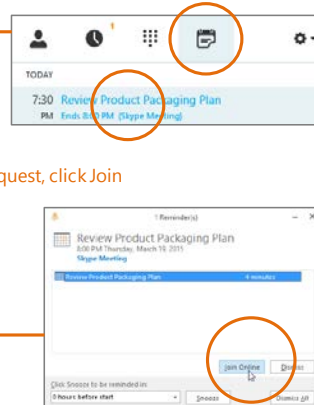 1
TODAY
7:30 Review Product Packaging Plan
PM Ends 8:00 PM (Skype Meeting)
quest, click Join
1 Reminder(s)
Review Product Packaging Plan
8:00 PM Thursday, March 19, 2015
Skype Meeting
Review Product Packaging Plan 4 minutes
Join Online Dismiss
Click Snooze to be reminded in:
0 hours before start Snooze Dismiss All